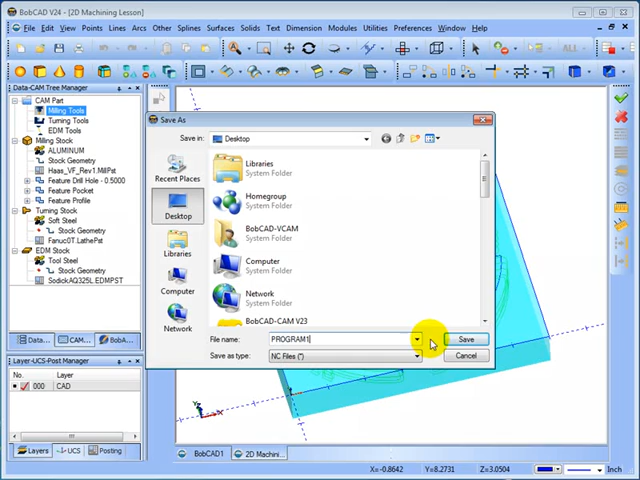 BobCAD V24 - [2D Machining Lesson]
File Edit View Points Lines Arcs Other Splines Surfaces Solids Text Dimension Modules Utilities Preferences Window Help
ALL
Data-CAM Tree Manager
CAM Part
Milling Tools
Turning Tools
EDM Tools
Milling Stock
ALUMINUM
Stock Geometry
Haas_VF_Rev1.MillPst
Feature Drill Hole - 0.5000
Feature Pocket
Feature Profile
Turning Stock
Soft Steel
Stock Geometry
Fanuc0T.LathePst
EDM Stock
Tool Steel
Stock Geometry
SodickAQ325L.EDMPST
Data... CAM... BobA...
Save As
Save in: Desktop
Recent Places
Desktop
Libraries
Computer
Network
Libraries
System Folder
Homegroup
System Folder
BobCAD-VCAM
System Folder
Computer
System Folder
Network
System Folder
BobCAD-CAM V23
File name: PROGRAM1 Save
Save as type: NC Files (*) Cancel
Layer-UCS-Post Manager
No. Layer
000 CAD
Layers UCS Posting
Y X
BobCAD1 2D Machini...
X=-0.8642 Y=8.2731 Z=3.0504 Inch